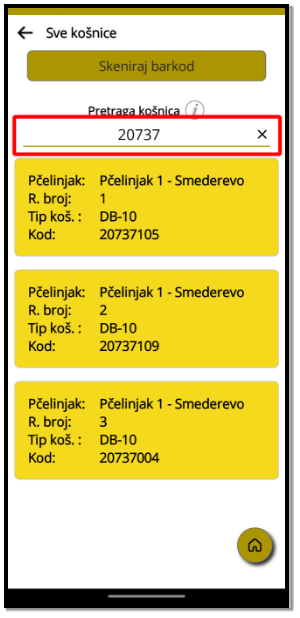 Sve košnice
Skeniraj barkod
Pretraga košnica i
20737
Pčelinjak: Pčelinjak 1 - Smederevo
R. broj: 1
Tip koš. : DB-10
Kod: 20737105
Pčelinjak: Pčelinjak 1 - Smederevo
R. broj: 2
Tip koš. : DB-10
Kod: 20737109
Pčelinjak: Pčelinjak 1 - Smederevo
R. broj: 3
Tip koš. : DB-10
Kod: 20737004